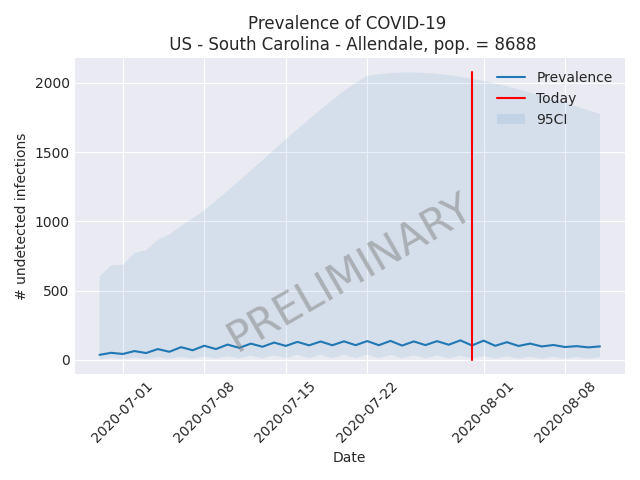 Prevalence of COVID-19
US - South Carolina - Allendale, pop. = 8688
Prevalence
Today
95CI
2000
1500
1000
500
0
# undetected infections
PRELIMINARY
2020-07-01
2020-07-08
2020-07-15
2020-07-22
2020-08-01
2020-08-08
Date